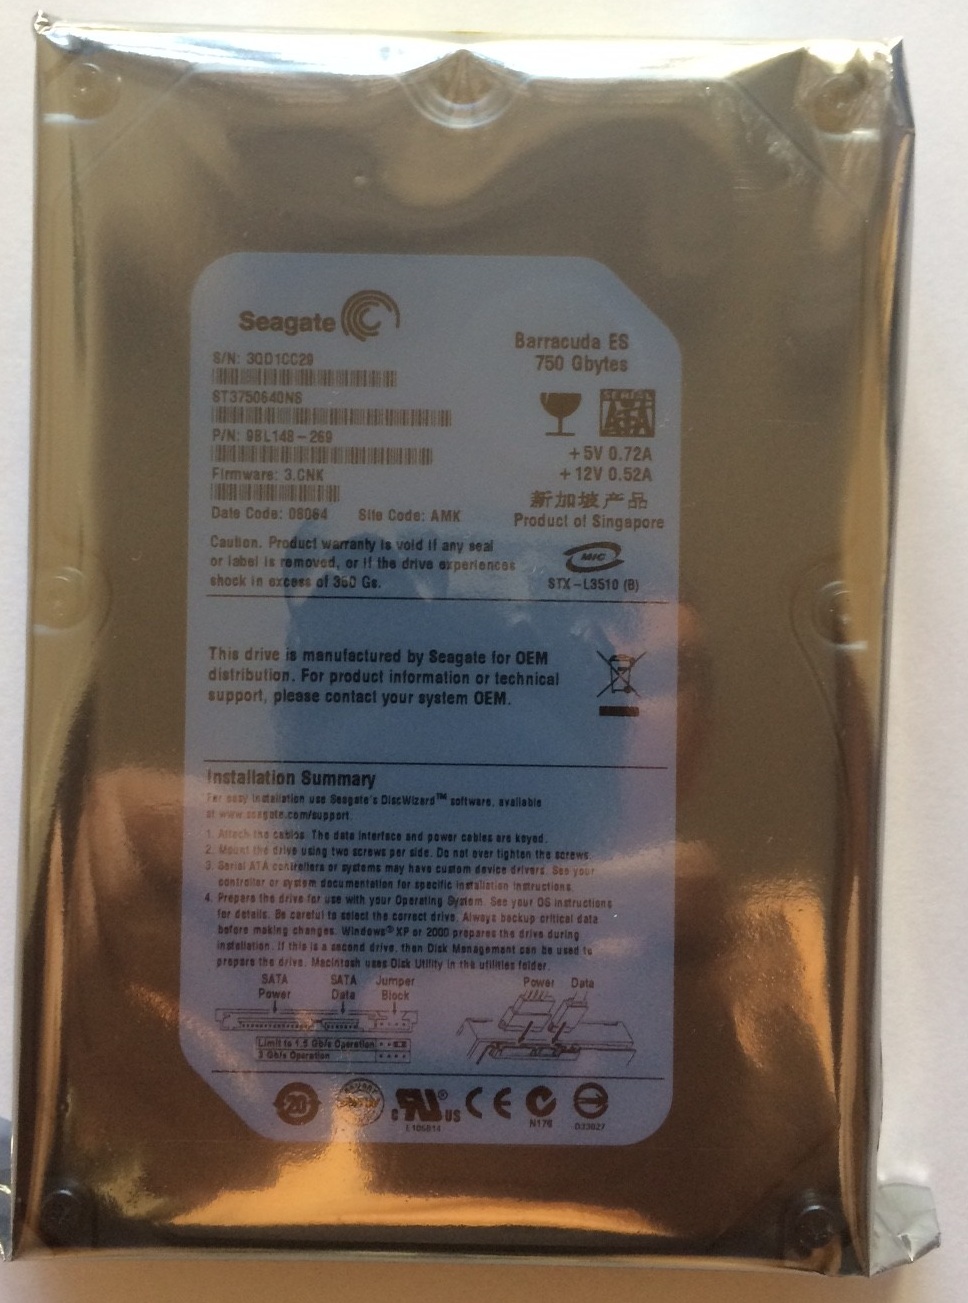 Seagate
Barracuda ES
750 Gbytes
S/N: 3QD1CC29
ST3750640NS
P/N: 9BL148-269
Firmware: 3.CNK
Date Code: 08064 Site Code: AMK
SERIAL
+5V 0.72A
+12V 0.52A
新加坡产品
Product of Singapore
Caution. Product warranty is void if any seal
or label is removed, or if the drive experiences
shock in excess of 350 Gs.
MIC
STX-L3510 (B)
This drive is manufactured by Seagate for OEM
distribution. For product information or technical
support, please contact your system OEM.
Installation Summary
For easy installation use Seagate's DiscWizard™ software, available
at www.seagate.com/support.
1. Attach the cables. The data interface and power cables are keyed.
2. Mount the drive using two screws per side. Do not over tighten the screws.
3. Serial ATA controllers or systems may have custom device drivers. See your
controller or system documentation for specific installation instructions.
4. Prepare the drive for use with your Operating System. See your OS instructions
for details. Be careful to select the correct drive. Always backup critical data
before making changes. Windows® XP or 2000 prepares the drive during
installation. If this is a second drive, then Disk Management can be used to
prepare the drive. Macintosh uses Disk Utility in the utilities folder.
SATA Power
SATA Data
Jumper Block
Power Data
Limit to 1.5 Gb/s Operation
3 Gb/s Operation
20
c RU® US
E105814
CE
N176
D33027